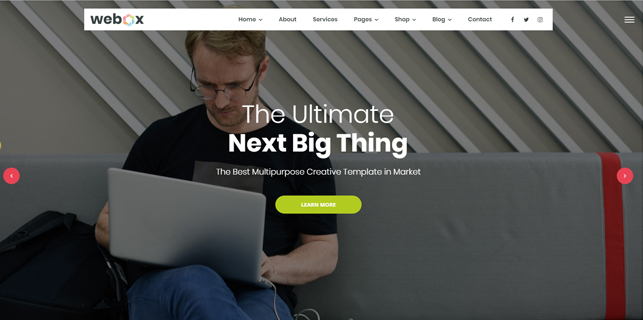 webox
Home About Services Pages Shop Blog Contact
The Ultimate
Next Big Thing
The Best Multipurpose Creative Template in Market
LEARN MORE